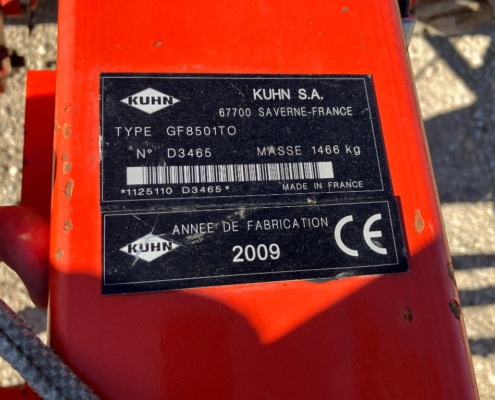 KUHN KUHN S.A.
67700 SAVERNE-FRANCE
TYPE GF8501TO
N° D3465 MASSE 1466 kg
*1125110 D3465* MADE IN FRANCE
KUHN ANNEE DE FABRICATION
2009 CE